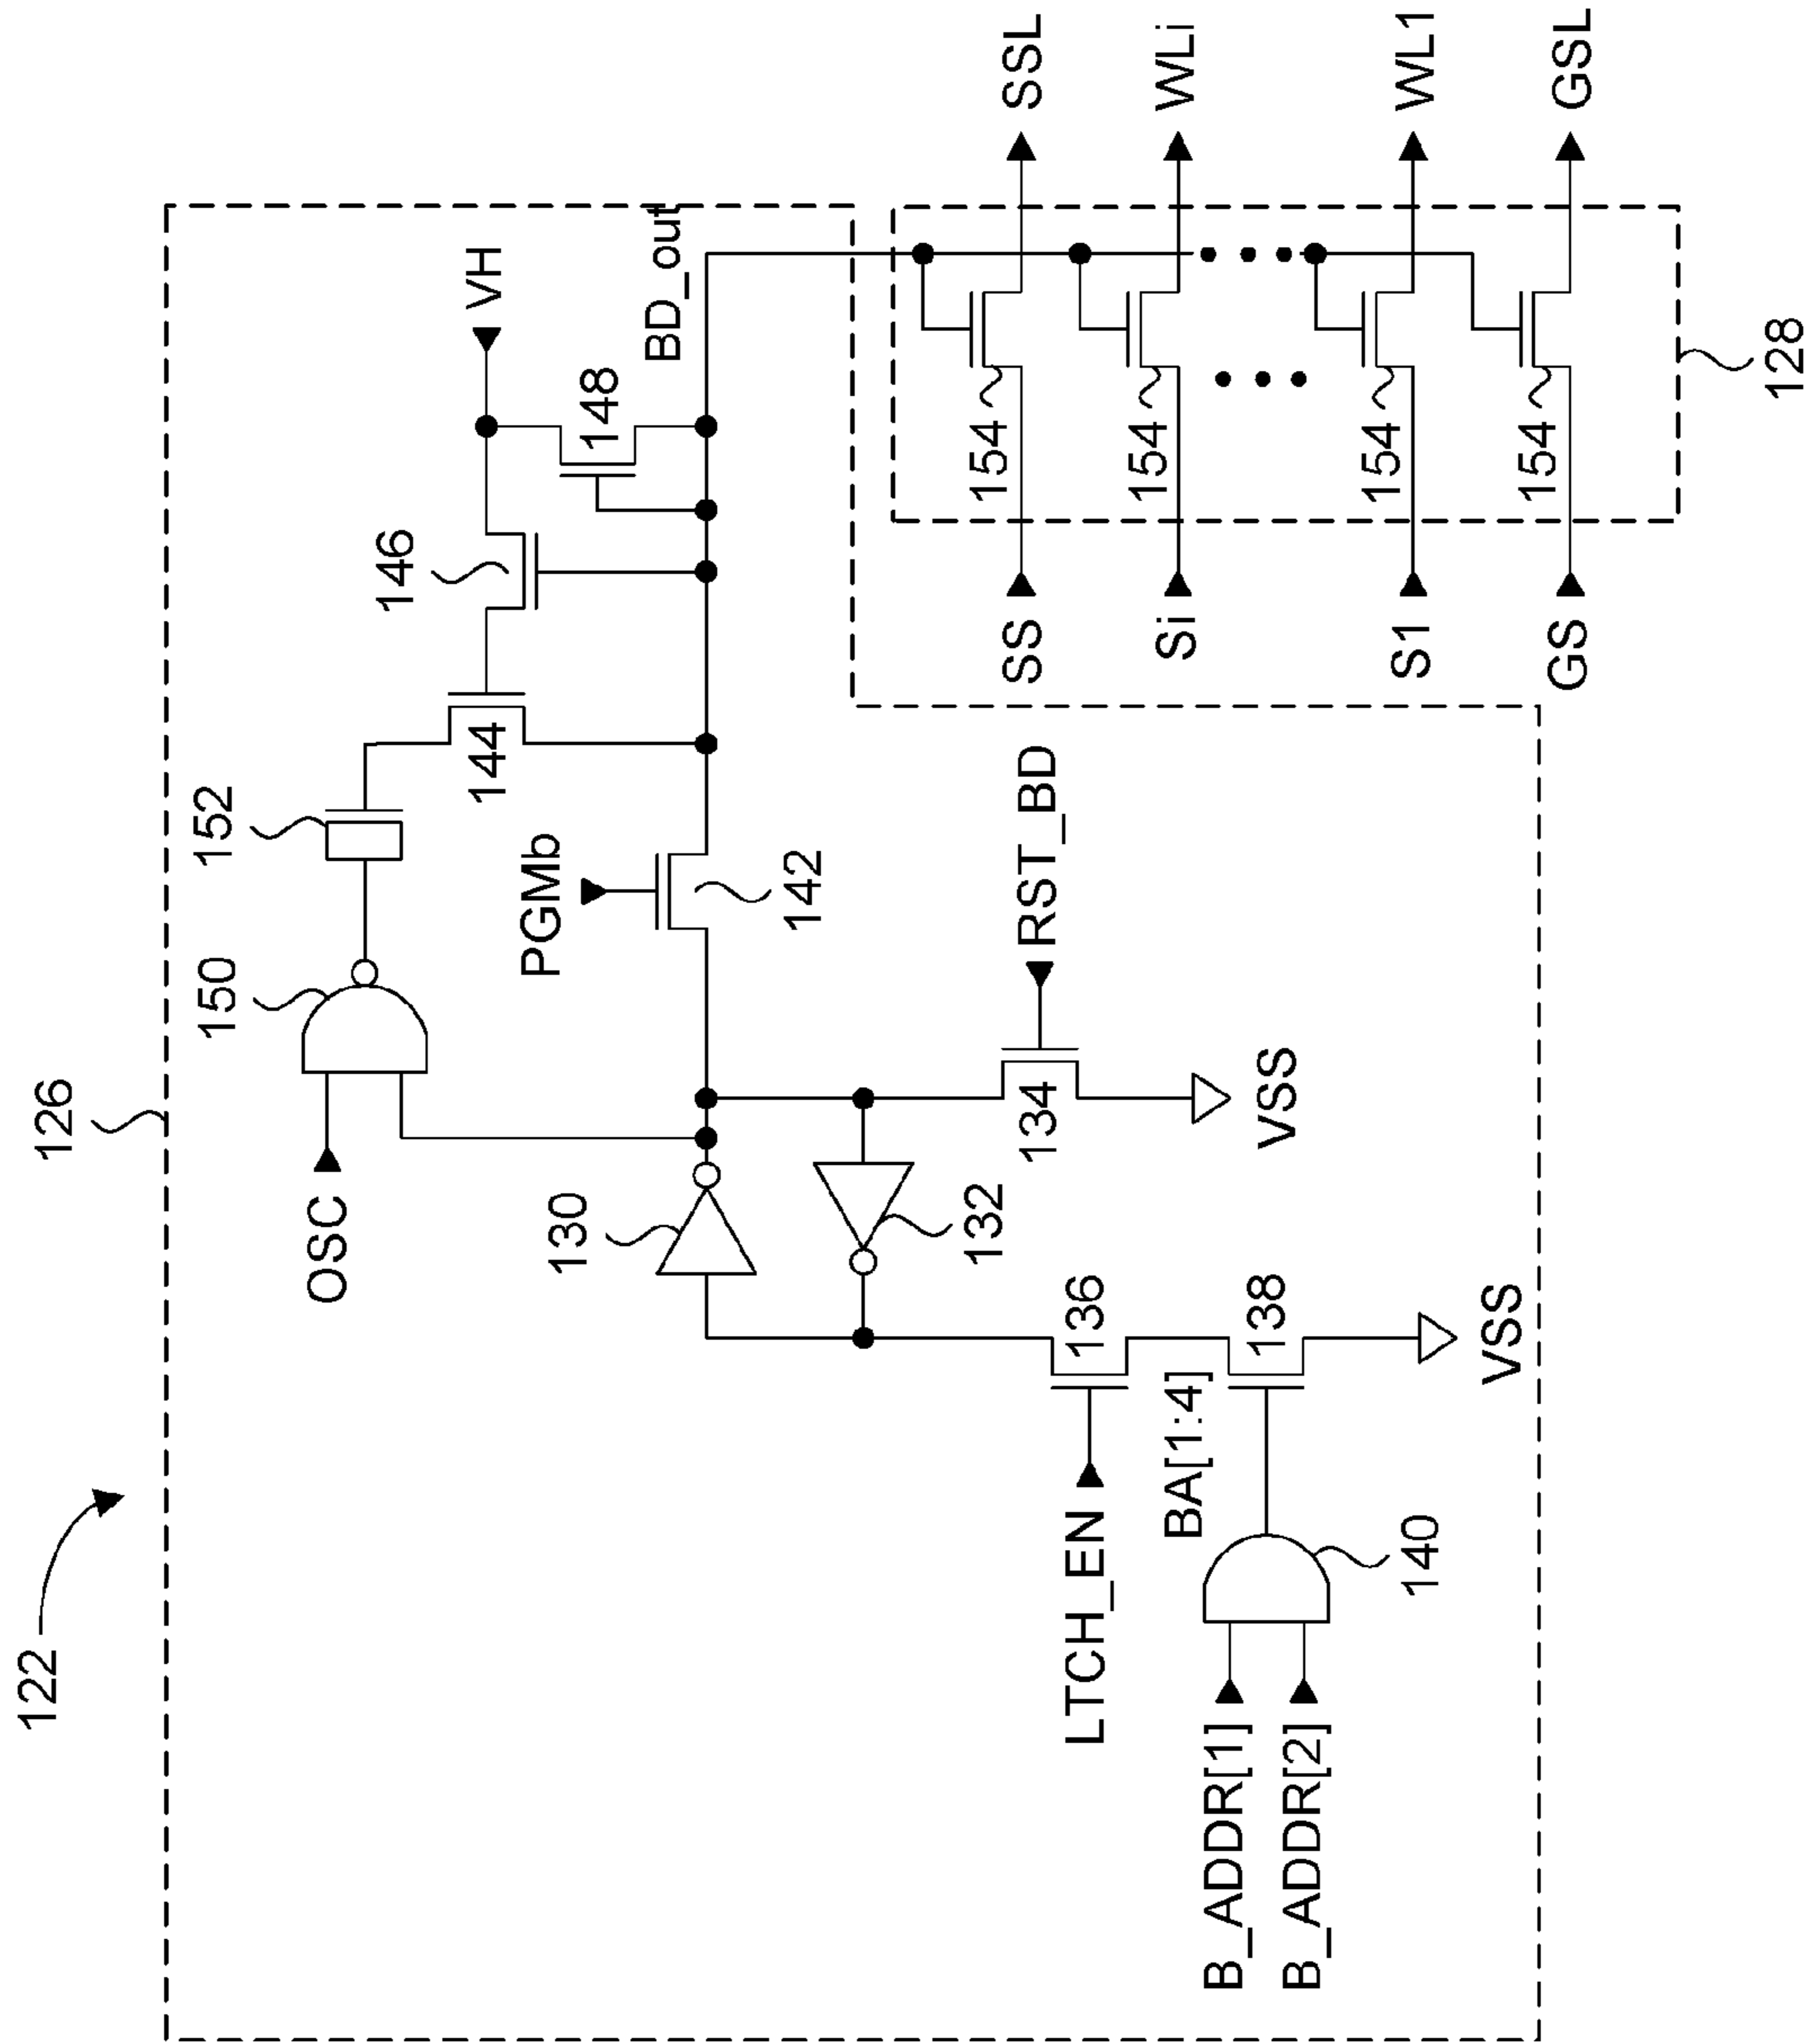 122
126
OSC
150
152
PGMb
142
144
146
VH
148
BD_out
130
132
134
RST_BD
VSS
LTCH_EN
136
BA[1:4]
138
VSS
B_ADDR[1]
B_ADDR[2]
140
SS
154
SSL
Si
154
WLi
S1
154
WL1
GS
154
GSL
128